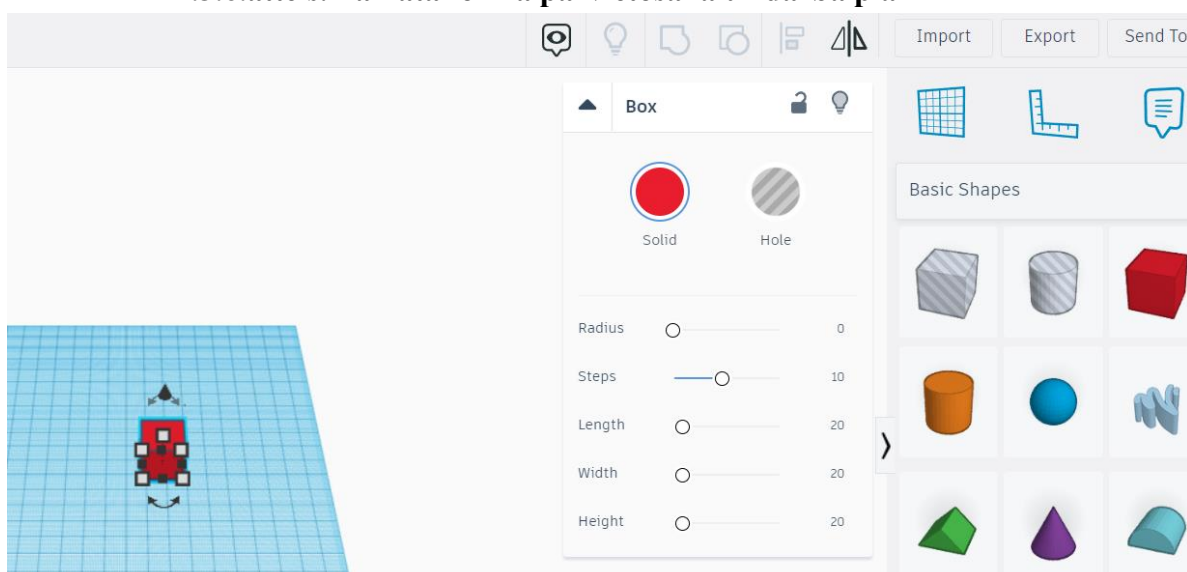 Import Export Send To
Box
Basic Shapes
Solid Hole
Radius 0
Steps 10
Length 20
Width 20
Height 20